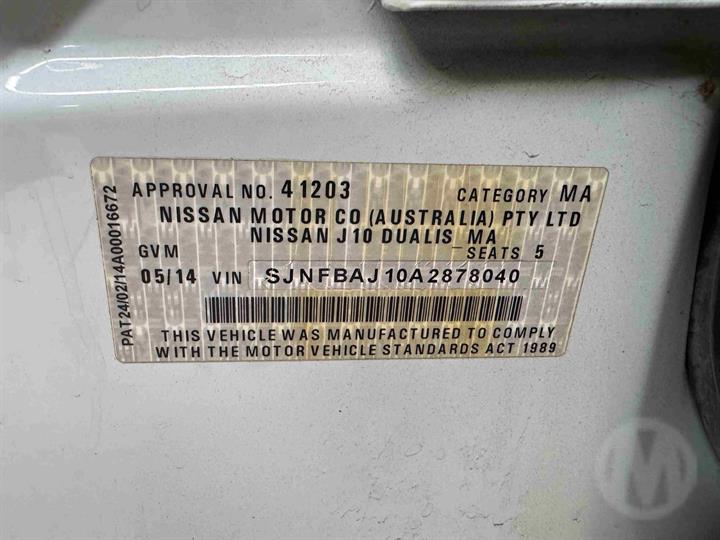 APPROVAL NO. 41203 CATEGORY MA
NISSAN MOTOR CO (AUSTRALIA) PTY LTD
NISSAN J10 DUALIS MA
GVM SEATS 5
05/14 VIN SJNFBAJ10A2878040
THIS VEHICLE WAS MANUFACTURED TO COMPLY
WITH THE MOTOR VEHICLE STANDARDS ACT 1989
PAT24/02/14A00016672
M